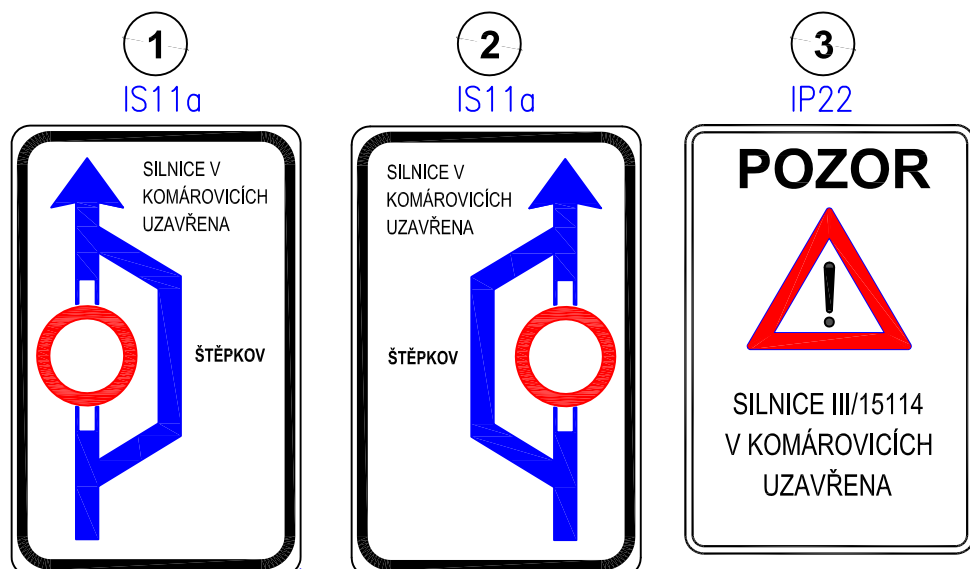 1
IS11a
SILNICE V
KOMÁROVICÍCH
UZAVŘENA
ŠTĚPKOV
2
IS11a
SILNICE V
KOMÁROVICÍCH
UZAVŘENA
ŠTĚPKOV
3
IP22
POZOR
!
SILNICE III/15114
V KOMÁROVICÍCH
UZAVŘENA